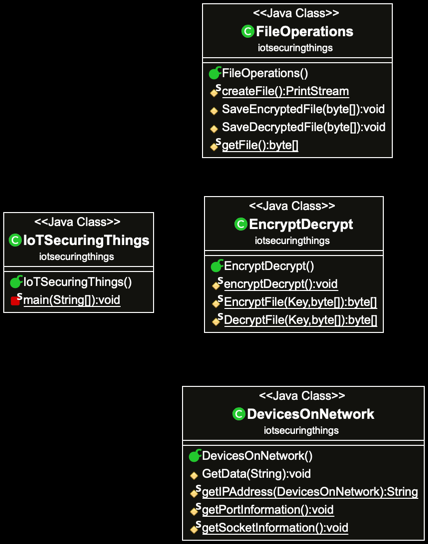 <<Java Class>>
FileOperations
iotsecuringthings
FileOperations()
createFile():PrintStream
SaveEncryptedFile(byte[]):void
SaveDecryptedFile(byte[]):void
getFile():byte[]
<<Java Class>>
IoTSecuringThings
iotsecuringthings
IoTSecuringThings()
main(String[]):void
<<Java Class>>
EncryptDecrypt
iotsecuringthings
EncryptDecrypt()
encryptDecrypt():void
EncryptFile(Key,byte[]):byte[]
DecryptFile(Key,byte[]):byte[]
<<Java Class>>
DevicesOnNetwork
iotsecuringthings
DevicesOnNetwork()
GetData(String):void
getIPAddress(DevicesOnNetwork):String
getPortInformation():void
getSocketInformation():void